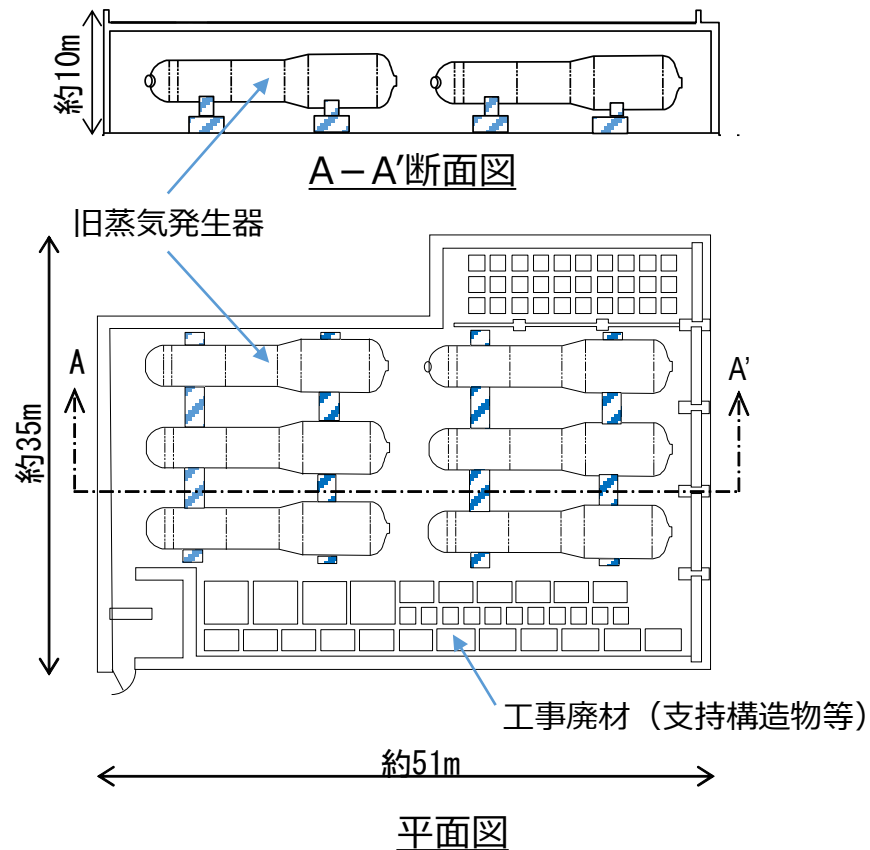 約10m
A－A'断面図
旧蒸気発生器
A
A'
約35m
工事廃材（支持構造物等）
約51m
平面図